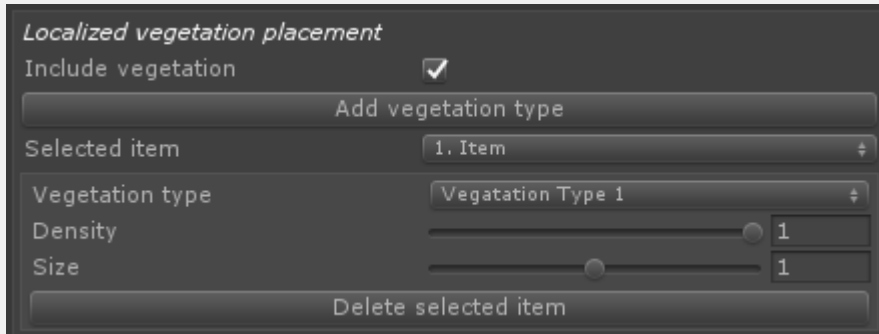 Localized vegetation placement
Include vegetation
Add vegetation type
Selected item 1. Item
Vegetation type Vegatation Type 1
Density 1
Size 1
Delete selected item